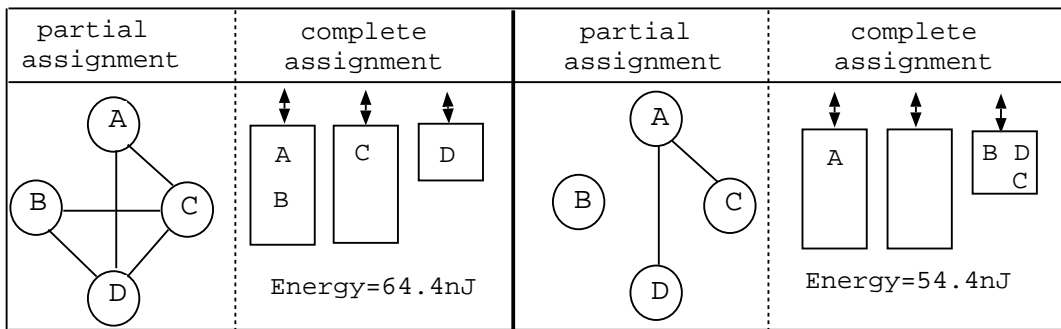 partial
assignment
complete
assignment
partial
assignment
complete
assignment
A
B
C
D
A
B
C
D
Energy=64.4nJ
A
B
C
D
A
B D
C
Energy=54.4nJ